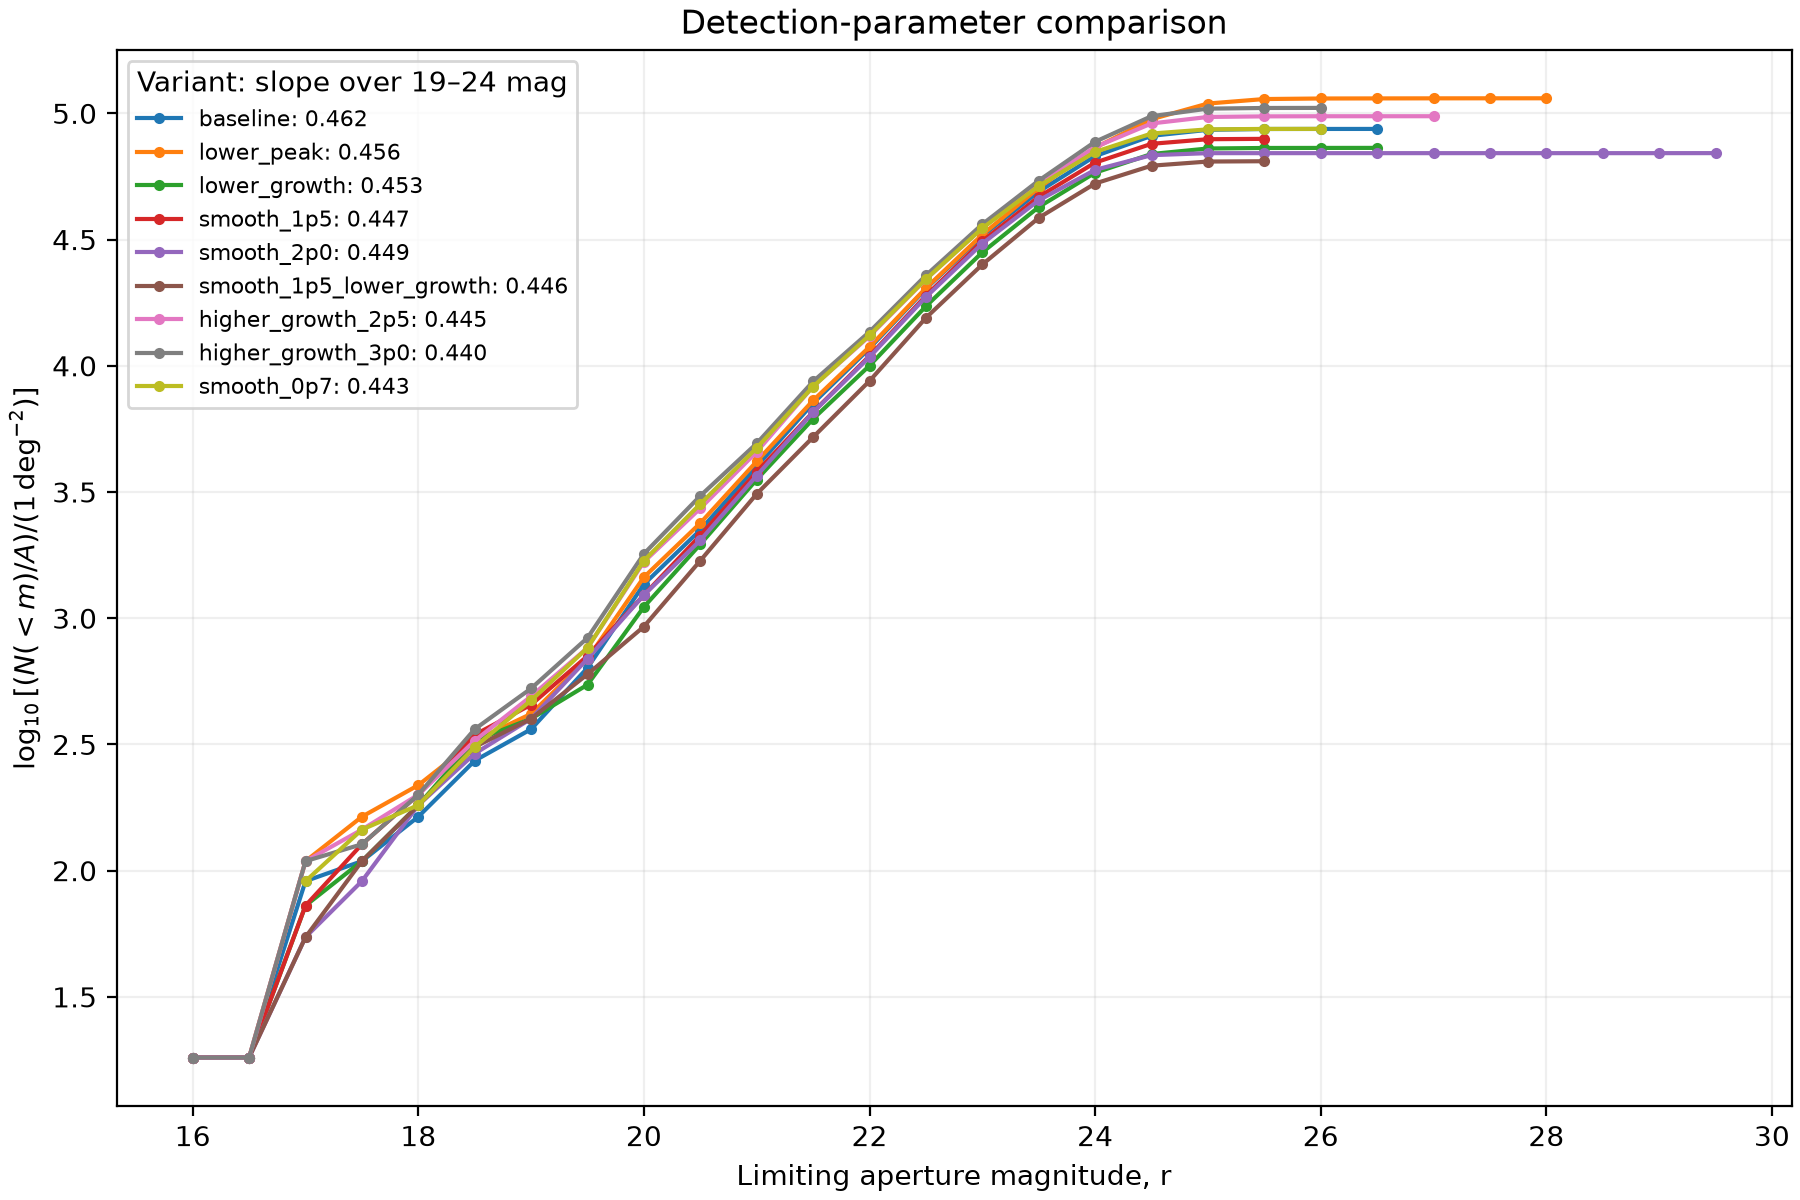 Detection-parameter comparison
Variant: slope over 19–24 mag
baseline: 0.462
lower_peak: 0.456
lower_growth: 0.453
smooth_1p5: 0.447
smooth_2p0: 0.449
smooth_1p5_lower_growth: 0.446
higher_growth_2p5: 0.445
higher_growth_3p0: 0.440
smooth_0p7: 0.443
log₁₀ [(N(< m)/A)/(1 deg⁻²)]
5.0
4.5
4.0
3.5
3.0
2.5
2.0
1.5
16 18 20 22 24 26 28 30
Limiting aperture magnitude, r